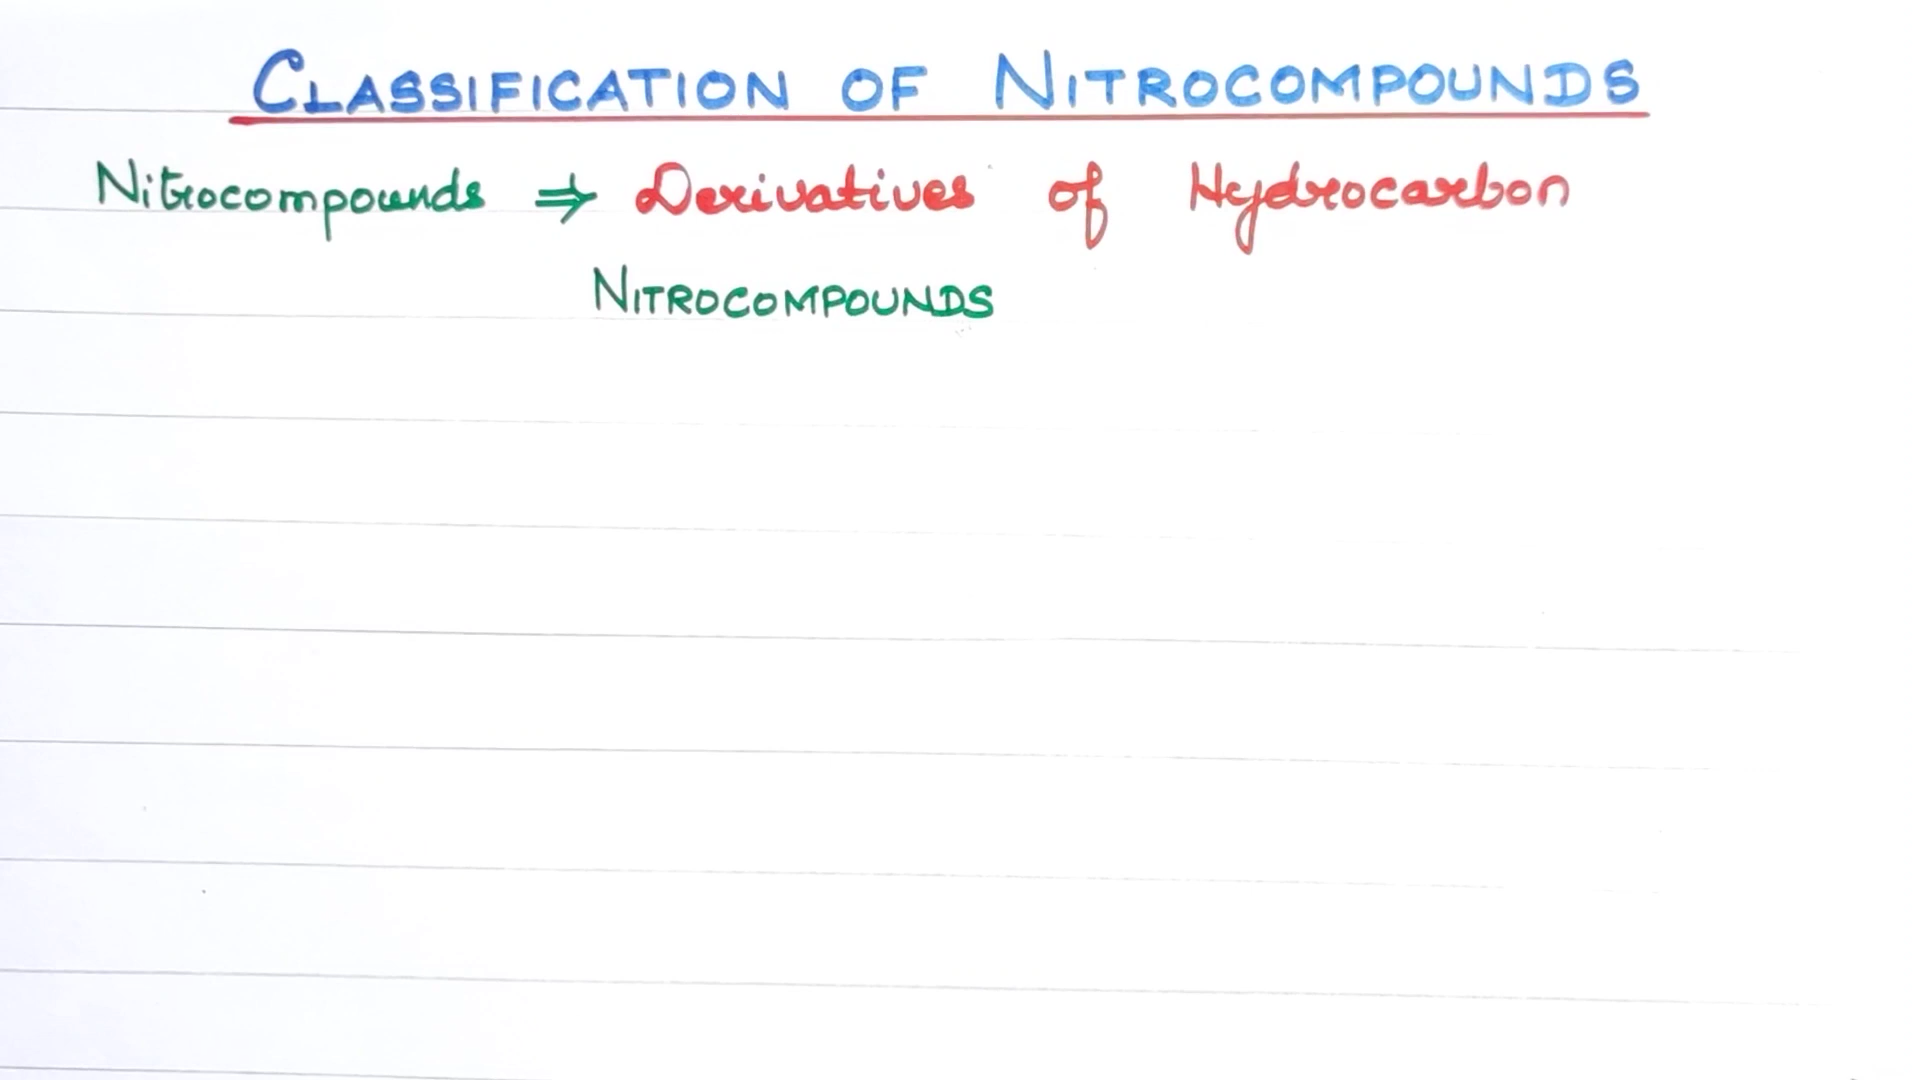 CLASSIFICATION OF NITROCOMPOUNDS
Nitrocompounds ⇒ Derivatives of Hydrocarbon
NITROCOMPOUNDS